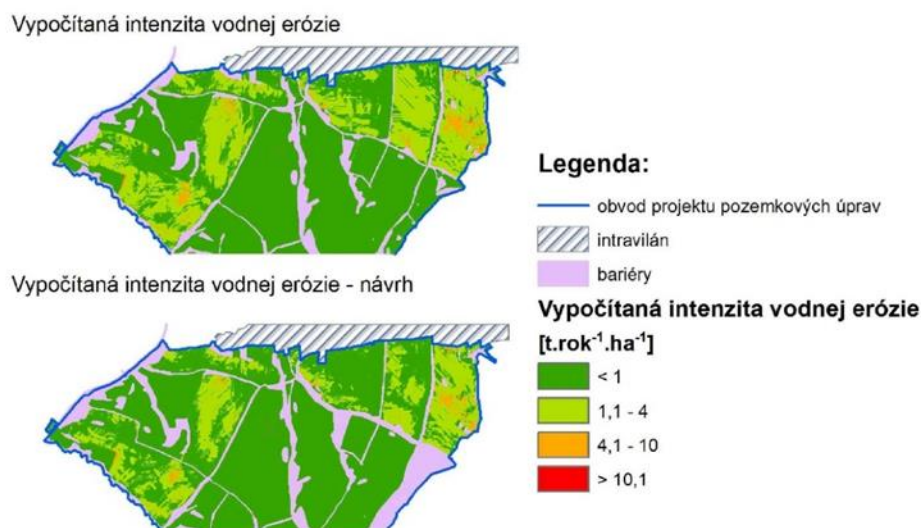 Vypočítaná intenzita vodnej erózie
Vypočítaná intenzita vodnej erózie - návrh
Legenda:
obvod projektu pozemkových úprav
intravilán
bariéry
Vypočítaná intenzita vodnej erózie
[t.rok⁻¹.ha⁻¹]
< 1
1,1 - 4
4,1 - 10
> 10,1